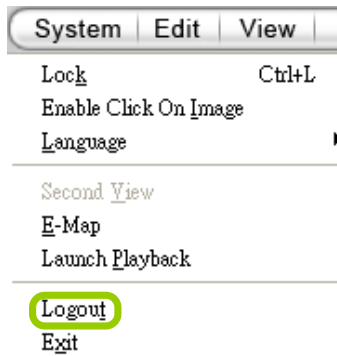 System Edit View
Lock Ctrl+L
Enable Click On Image
Language
Second View
E-Map
Launch Playback
Logout
Exit